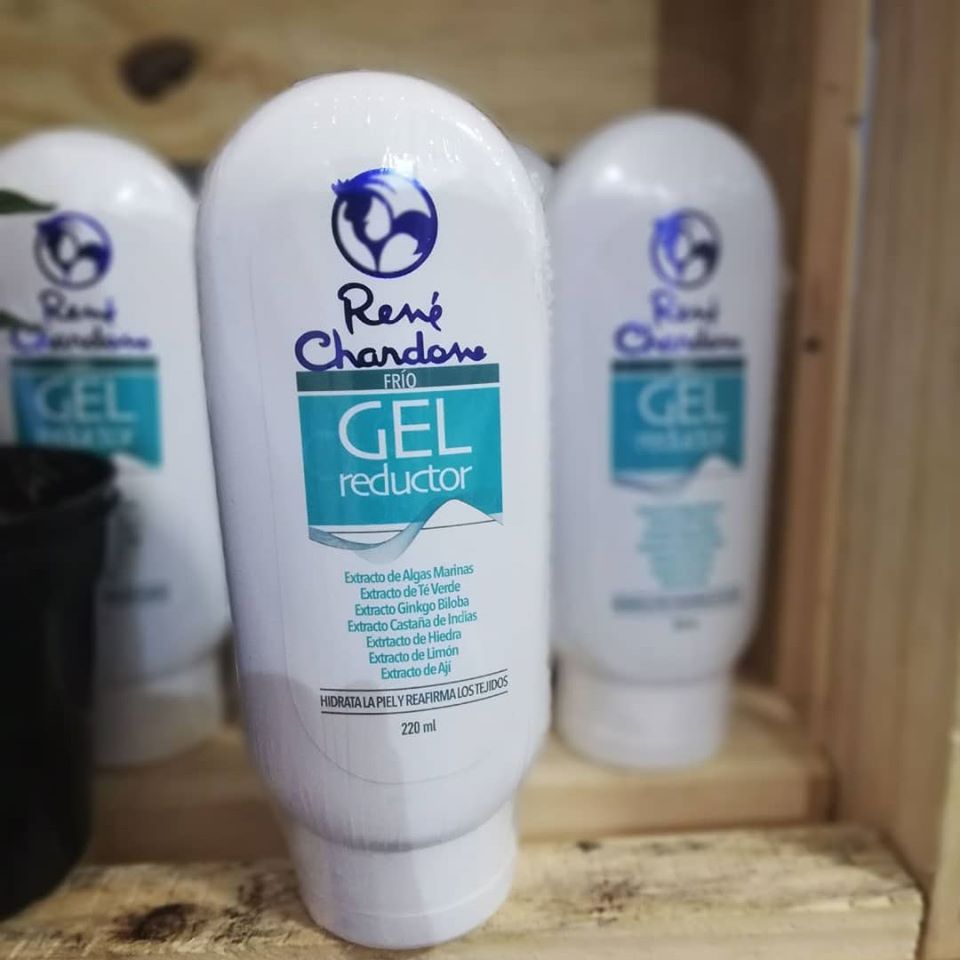 René
Chardone
FRÍO
GEL
reductor
Extracto de Algas Marinas
Extracto de Té Verde
Extracto Ginkgo Biloba
Extracto Castaña de Indias
Extrtacto de Hiedra
Extracto de Limón
Extracto de Ají
HIDRATA LA PIEL Y REAFIRMA LOS TEJIDOS
220 ml
René
Chardone
GEL
reductor
René
Chardone
GEL
reductor